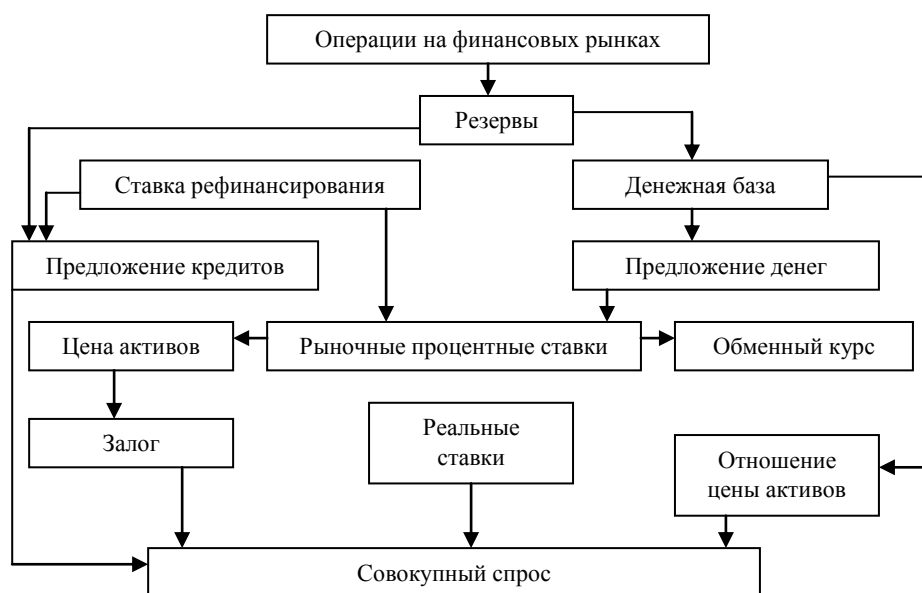 Операции на финансовых рынках
Резервы
Ставка рефинансирования
Денежная база
Предложение кредитов
Предложение денег
Цена активов
Рыночные процентные ставки
Обменный курс
Залог
Реальные
ставки
Отношение
цены активов
Совокупный спрос